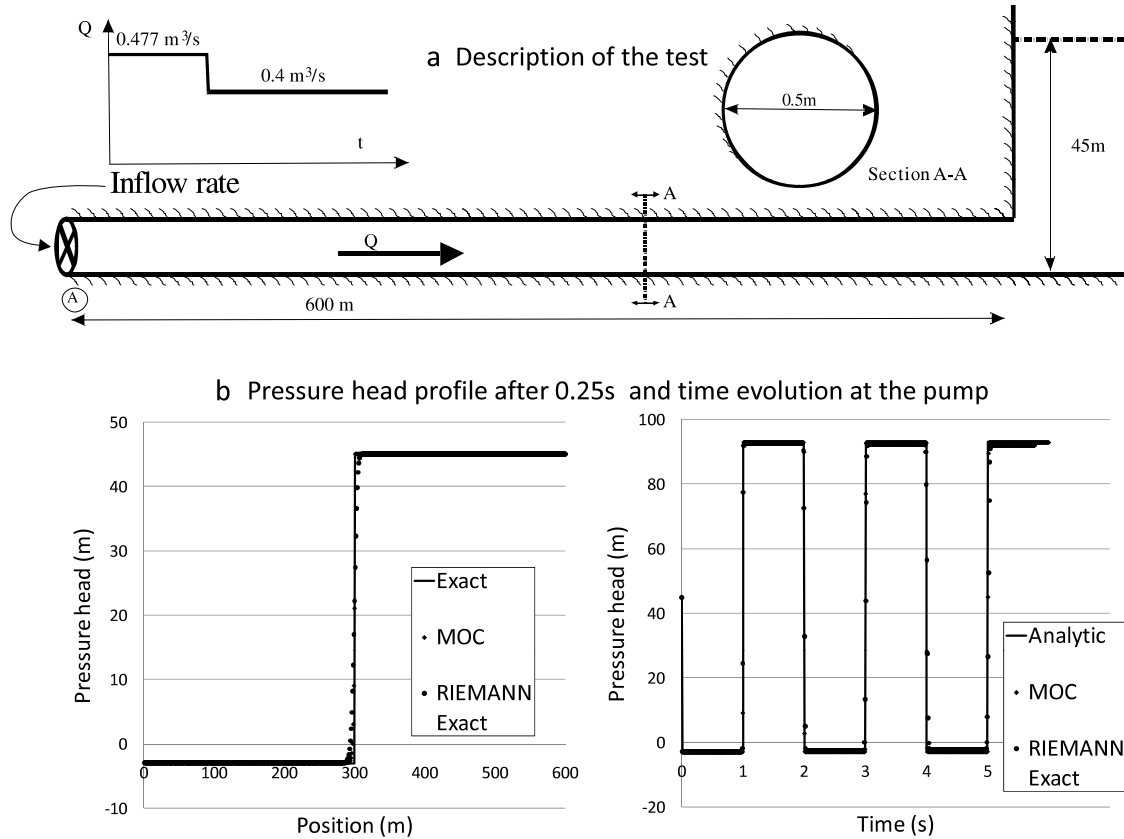 Q
0.477 m³/s
0.4 m³/s
t
a Description of the test
0.5m
Section A-A
45m
Inflow rate
Q
A
A
A
600 m
b Pressure head profile after 0.25s and time evolution at the pump
50
40
30
20
10
0
-10
0
100
200
300
400
500
600
Pressure head (m)
Position (m)
Exact
MOC
RIEMANN
Exact
100
80
60
40
20
0
-20
0
1
2
3
4
5
Pressure head (m)
Time (s)
Analytic
MOC
RIEMANN
Exact